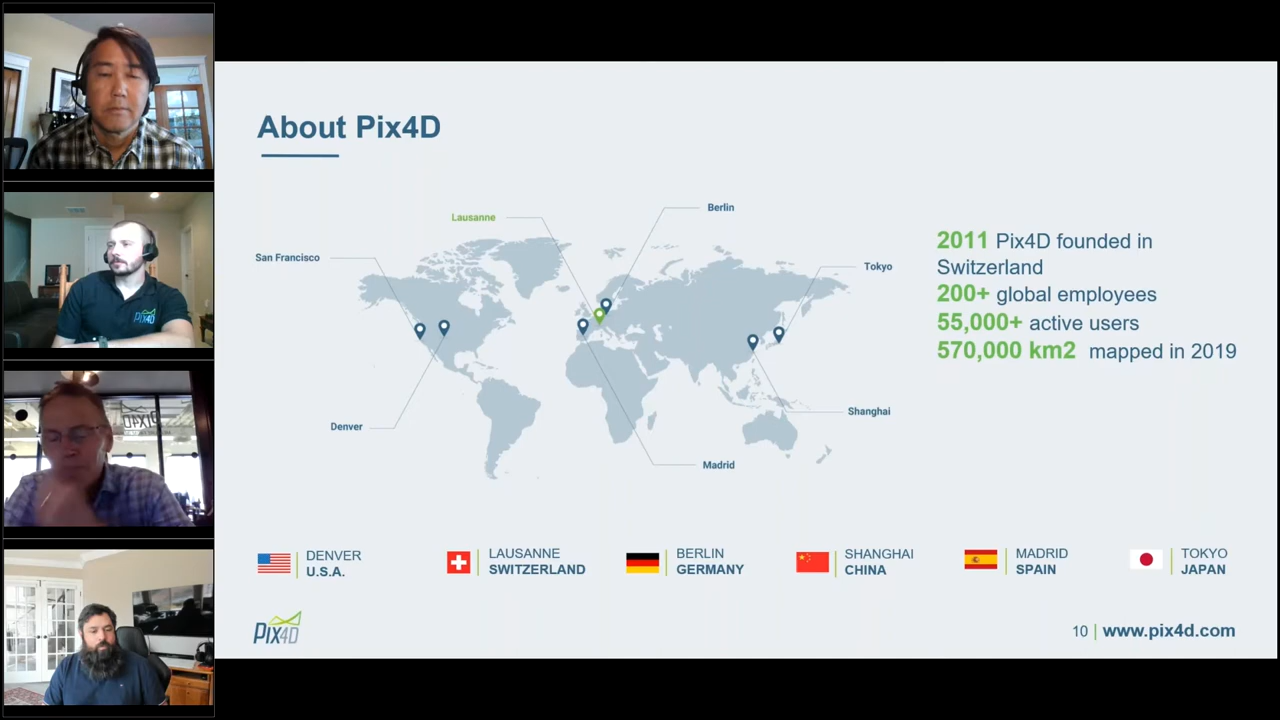 About Pix4D
Lausanne
Berlin
San Francisco
Tokyo
Denver
Shanghai
Madrid
2011 Pix4D founded in
Switzerland
200+ global employees
55,000+ active users
570,000 km2 mapped in 2019
DENVER
U.S.A.
LAUSANNE
SWITZERLAND
BERLIN
GERMANY
SHANGHAI
CHINA
MADRID
SPAIN
TOKYO
JAPAN
PIX4D
10 | www.pix4d.com
PIX4D
PIX4D